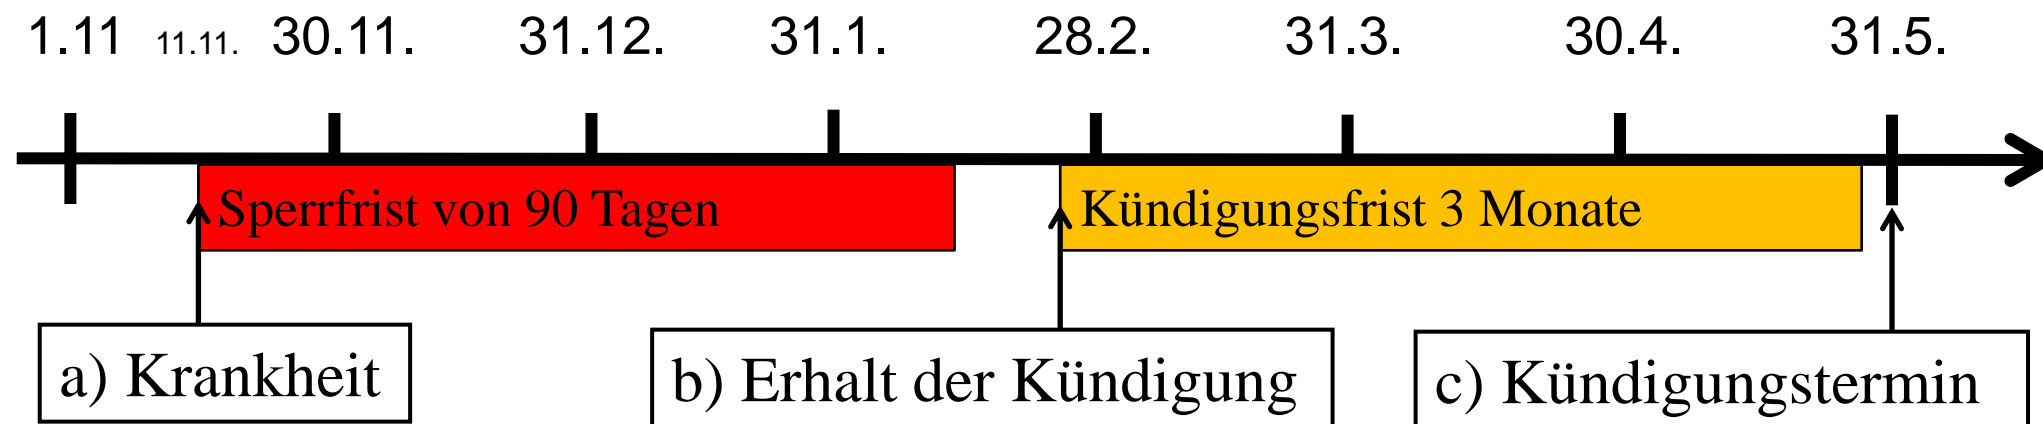 1.11 11.11. 30.11. 31.12. 31.1. 28.2. 31.3. 30.4. 31.5.
Sperrfrist von 90 Tagen Kündigungsfrist 3 Monate
a) Krankheit b) Erhalt der Kündigung c) Kündigungstermin